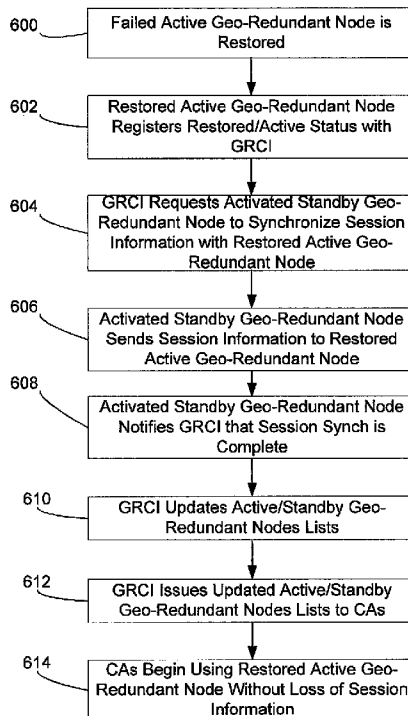 600
Failed Active Geo-Redundant Node is
Restored
602
Restored Active Geo-Redundant Node
Registers Restored/Active Status with
GRCI
604
GRCI Requests Activated Standby Geo-
Redundant Node to Synchronize Session
Information with Restored Active Geo-
Redundant Node
606
Activated Standby Geo-Redundant Node
Sends Session Information to Restored
Active Geo-Redundant Node
608
Activated Standby Geo-Redundant Node
Notifies GRCI that Session Synch is
Complete
610
GRCI Updates Active/Standby Geo-
Redundant Nodes Lists
612
GRCI Issues Updated Active/Standby
Geo-Redundant Nodes Lists to CAs
614
CAs Begin Using Restored Active Geo-
Redundant Node Without Loss of Session
Information